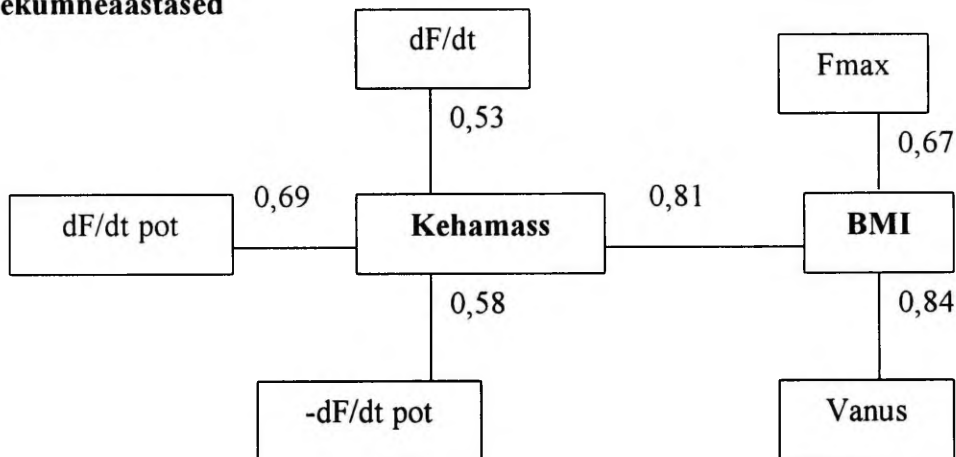 dF/dt
Fmax
0,53
0,67
0,69
0,81
dF/dt pot
Kehamass
BMI
0,58
0,84
-dF/dt pot
Vanus